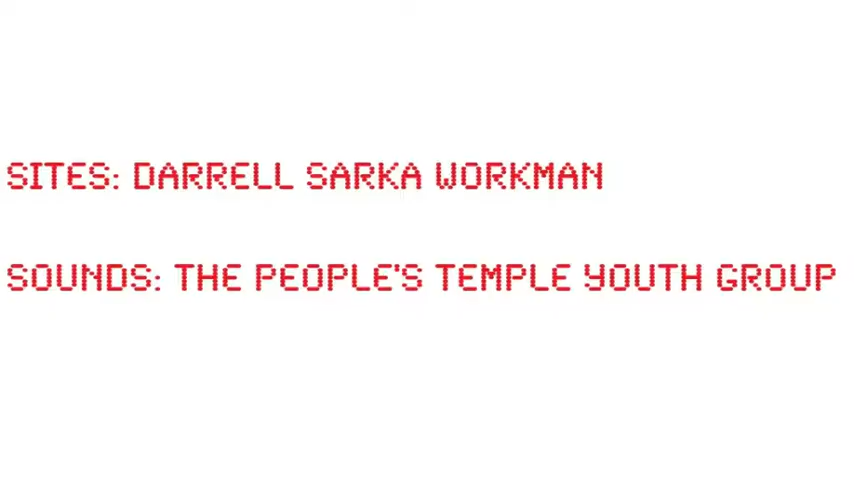 SITES: DARRELL SARKA WORKMAN
SOUNDS: THE PEOPLE'S TEMPLE YOUTH GROUP